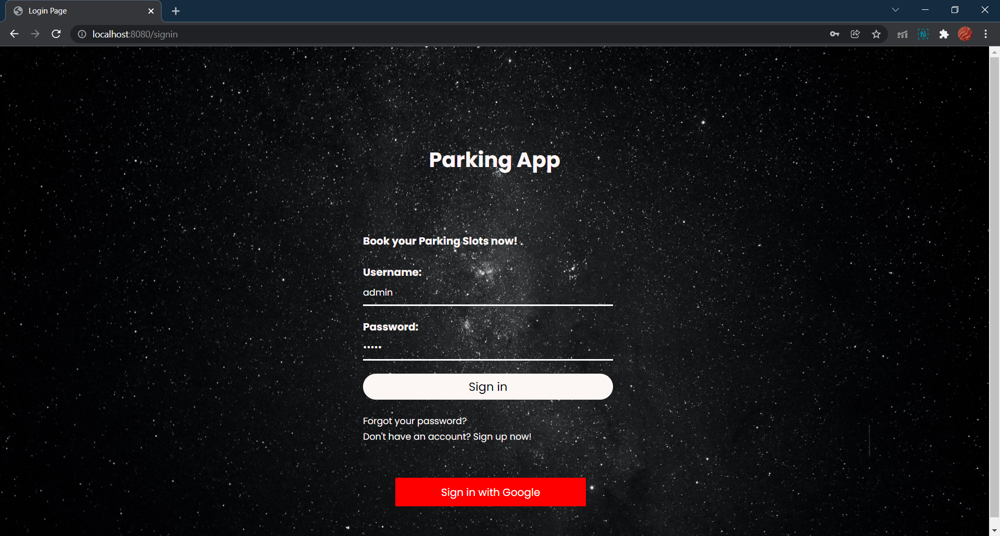 Login Page
localhost:8080/signin
Parking App
Book your Parking Slots now!
Username:
admin
Password:
•••••
Sign in
Forgot your password?
Don't have an account? Sign up now!
Sign in with Google